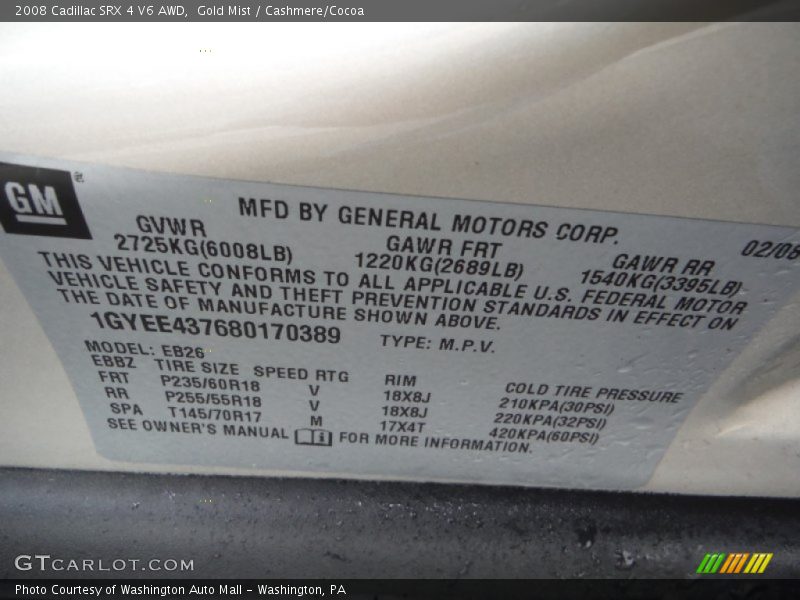 2008 Cadillac SRX 4 V6 AWD, Gold Mist / Cashmere/Cocoa
GM
MFD BY GENERAL MOTORS CORP.
02/08
GVWR GAWR FRT GAWR RR
2725KG(6008LB) 1220KG(2689LB) 1540KG(3395LB)
THIS VEHICLE CONFORMS TO ALL APPLICABLE U.S. FEDERAL MOTOR
VEHICLE SAFETY AND THEFT PREVENTION STANDARDS IN EFFECT ON
THE DATE OF MANUFACTURE SHOWN ABOVE.
1GYEE437680170389 TYPE: M.P.V.
MODEL: EB26
EBBZ TIRE SIZE SPEED RTG RIM COLD TIRE PRESSURE
FRT P235/60R18 V 18X8J 210KPA(30PSI)
RR P255/55R18 V 18X8J 220KPA(32PSI)
SPA T145/70R17 M 17X4T 420KPA(60PSI)
SEE OWNER'S MANUAL FOR MORE INFORMATION.
GTCARLOT.COM
Photo Courtesy of Washington Auto Mall - Washington, PA